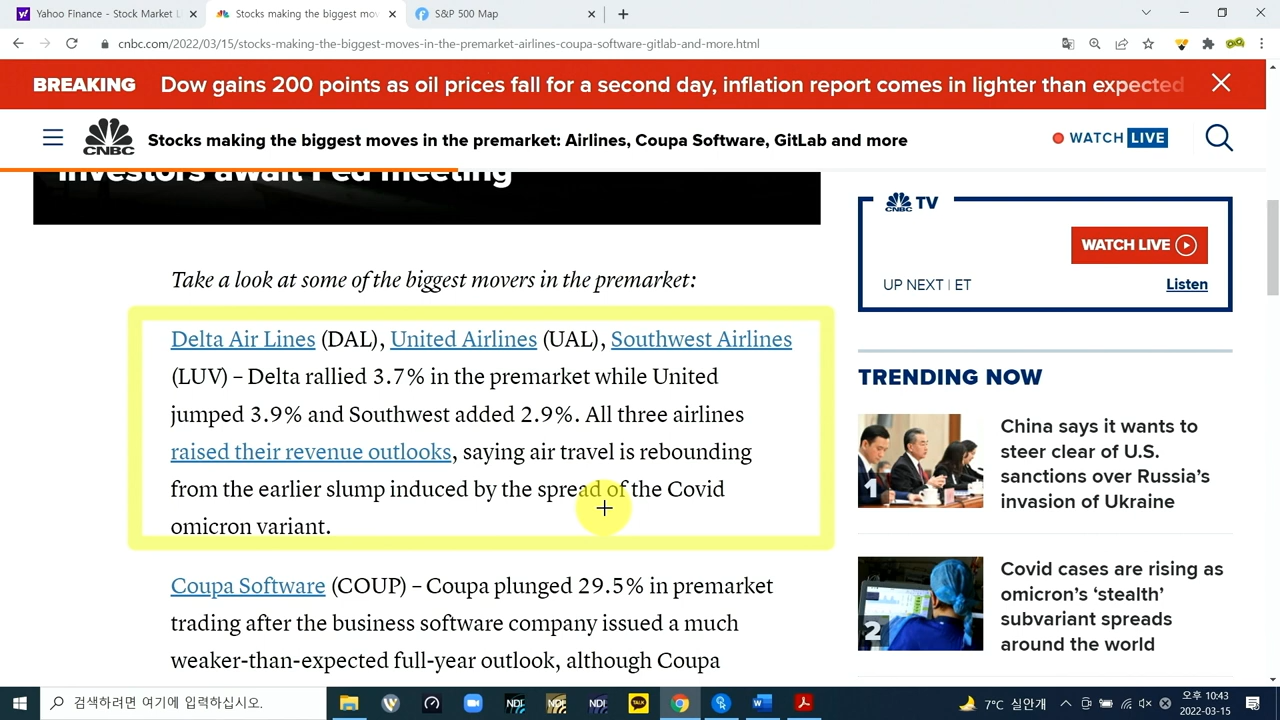 Yahoo Finance - Stock Market L
Stocks making the biggest mov
S&P 500 Map
cnbc.com/2022/03/15/stocks-making-the-biggest-moves-in-the-premarket-airlines-coupa-software-gitlab-and-more.html
BREAKING Dow gains 200 points as oil prices fall for a second day, inflation report comes in lighter than expected
CNBC
Stocks making the biggest moves in the premarket: Airlines, Coupa Software, GitLab and more
WATCH LIVE
investors await Fed meeting
Take a look at some of the biggest movers in the premarket:
Delta Air Lines (DAL), United Airlines (UAL), Southwest Airlines
(LUV) – Delta rallied 3.7% in the premarket while United
jumped 3.9% and Southwest added 2.9%. All three airlines
raised their revenue outlooks, saying air travel is rebounding
from the earlier slump induced by the spread of the Covid
omicron variant.
Coupa Software (COUP) – Coupa plunged 29.5% in premarket
trading after the business software company issued a much
weaker-than-expected full-year outlook, although Coupa
CNBC TV
WATCH LIVE
UP NEXT | ET
Listen
TRENDING NOW
1
China says it wants to
steer clear of U.S.
sanctions over Russia's
invasion of Ukraine
2
Covid cases are rising as
omicron's 'stealth'
subvariant spreads
around the world
검색하려면 여기에 입력하십시오.
NDF
NDF
NDF
TALK
7°C 실안개
오후 10:43
2022-03-15